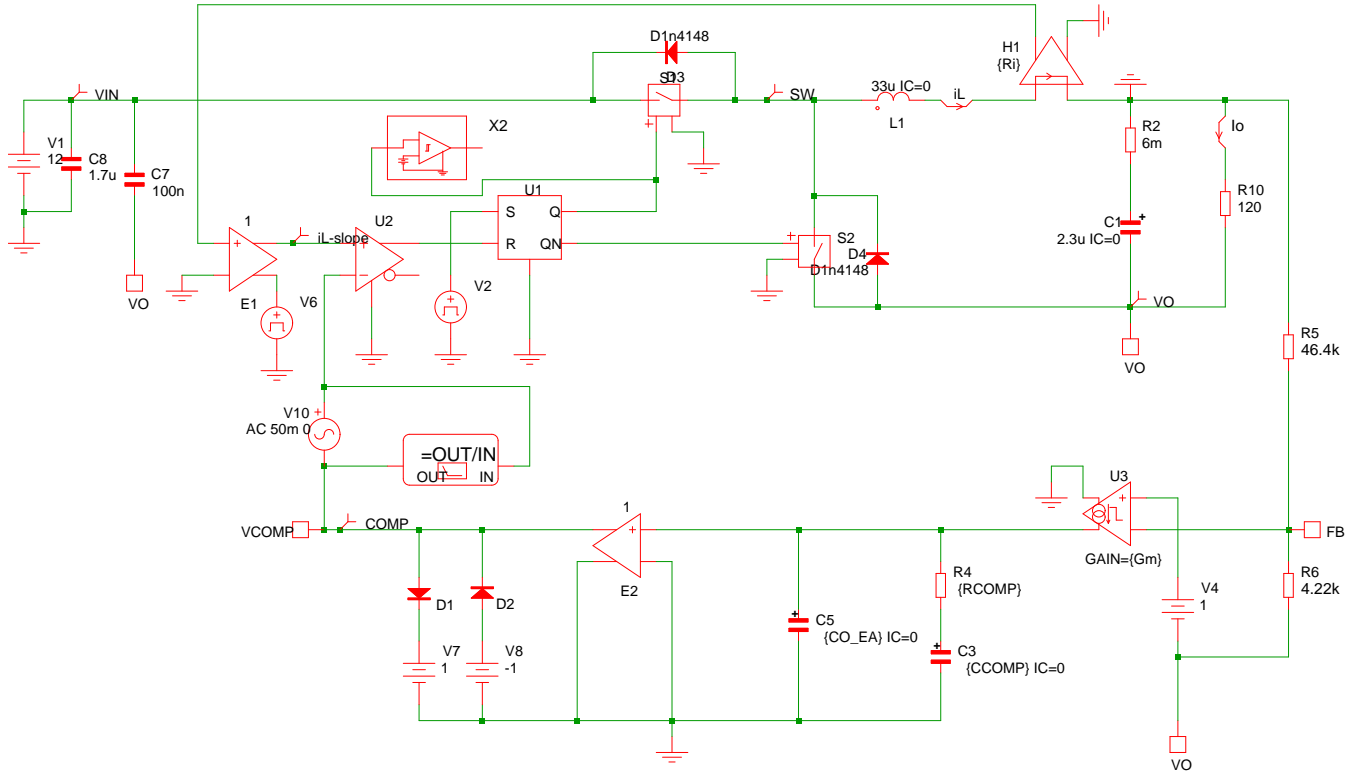 D1n4148
H1
{Ri}
S1
D3
33u IC=0
iL
VIN
SW
L1
V1
12
C8
1.7u
C7
100n
X2
R2
6m
Io
R10
120
U1
S
Q
R
QN
1
iL-slope
U2
S2
D4
D1n4148
C1
2.3u IC=0
E1
V6
V2
VO
VO
VO
R5
46.4k
V10
AC 50m 0
=OUT/IN
OUT
IN
VCOMP
COMP
1
E2
U3
GAIN={Gm}
FB
D1
D2
V7
1
V8
-1
C5
{CO_EA} IC=0
R4
{RCOMP}
C3
{CCOMP} IC=0
V4
1
R6
4.22k
VO